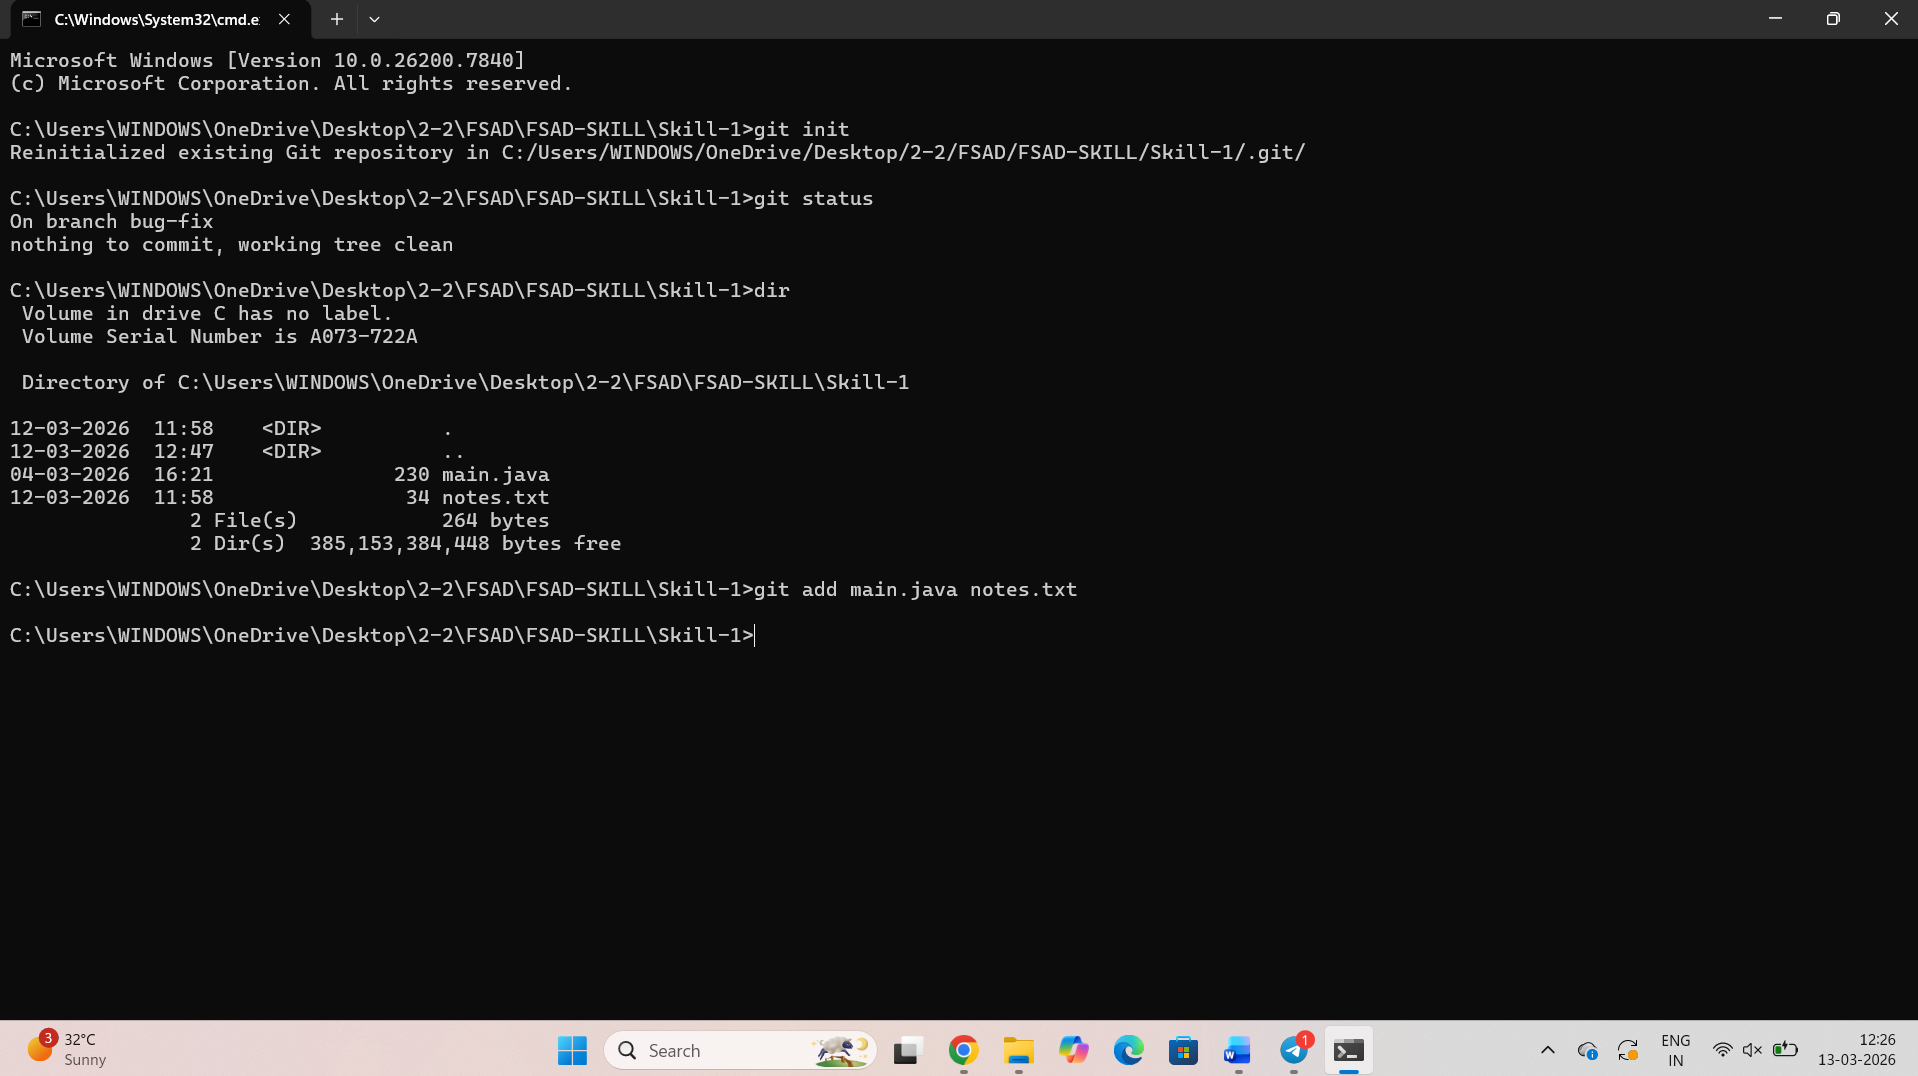 C:\Windows\System32\cmd.e
Microsoft Windows [Version 10.0.26200.7840]
(c) Microsoft Corporation. All rights reserved.
C:\Users\WINDOWS\OneDrive\Desktop\2-2\FSAD\FSAD-SKILL\Skill-1>git init
Reinitialized existing Git repository in C:/Users/WINDOWS/OneDrive/Desktop/2-2/FSAD/FSAD-SKILL/Skill-1/.git/
C:\Users\WINDOWS\OneDrive\Desktop\2-2\FSAD\FSAD-SKILL\Skill-1>git status
On branch bug-fix
nothing to commit, working tree clean
C:\Users\WINDOWS\OneDrive\Desktop\2-2\FSAD\FSAD-SKILL\Skill-1>dir
 Volume in drive C has no label.
 Volume Serial Number is A073-722A
 Directory of C:\Users\WINDOWS\OneDrive\Desktop\2-2\FSAD\FSAD-SKILL\Skill-1
12-03-2026  11:58    <DIR>          .
12-03-2026  12:47    <DIR>          ..
04-03-2026  16:21               230 main.java
12-03-2026  11:58                34 notes.txt
               2 File(s)            264 bytes
               2 Dir(s)  385,153,384,448 bytes free
C:\Users\WINDOWS\OneDrive\Desktop\2-2\FSAD\FSAD-SKILL\Skill-1>git add main.java notes.txt
C:\Users\WINDOWS\OneDrive\Desktop\2-2\FSAD\FSAD-SKILL\Skill-1>
3
32°C
Sunny
Search
W
1
ENG
IN
12:26
13-03-2026